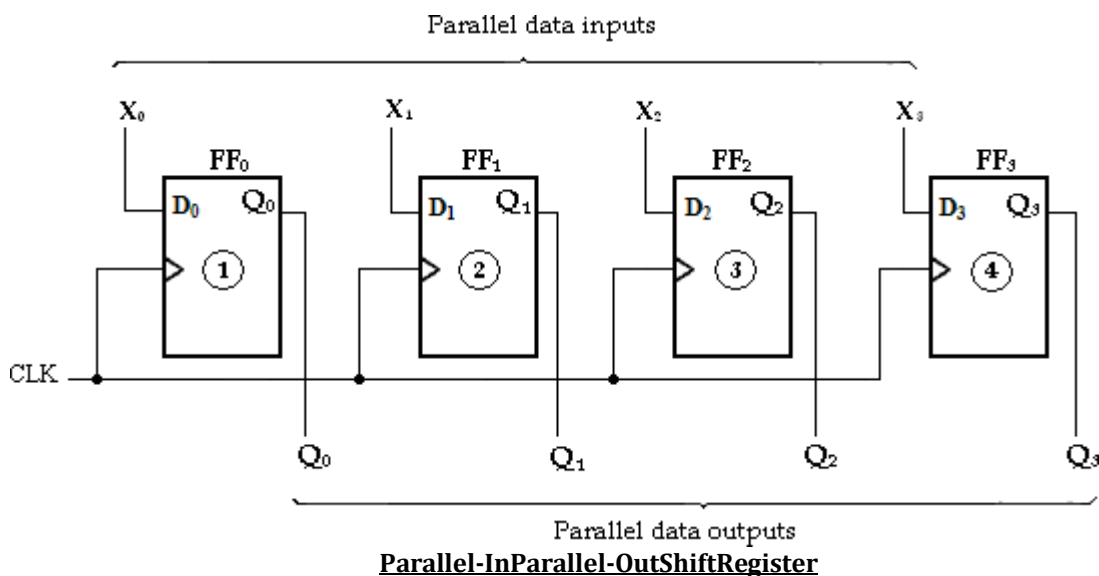 Parallel data inputs
X₀ X₁ X₂ X₃
FF₀ FF₁ FF₂ FF₃
D₀ Q₀ D₁ Q₁ D₂ Q₂ D₃ Q₃
1 2 3 4
CLK
Q₀ Q₁ Q₂ Q₃
Parallel data outputs
Parallel-InParallel-OutShiftRegister